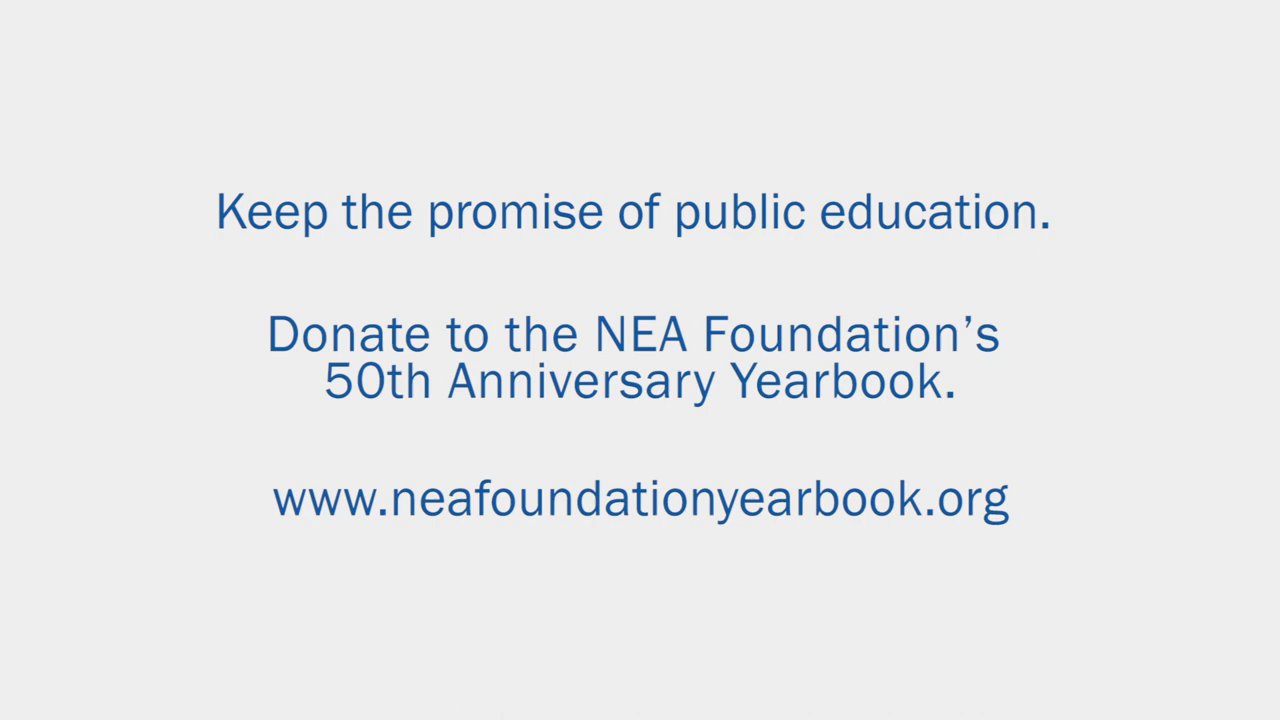 Keep the promise of public education.
Donate to the NEA Foundation’s
50th Anniversary Yearbook.
www.neafoundationyearbook.org